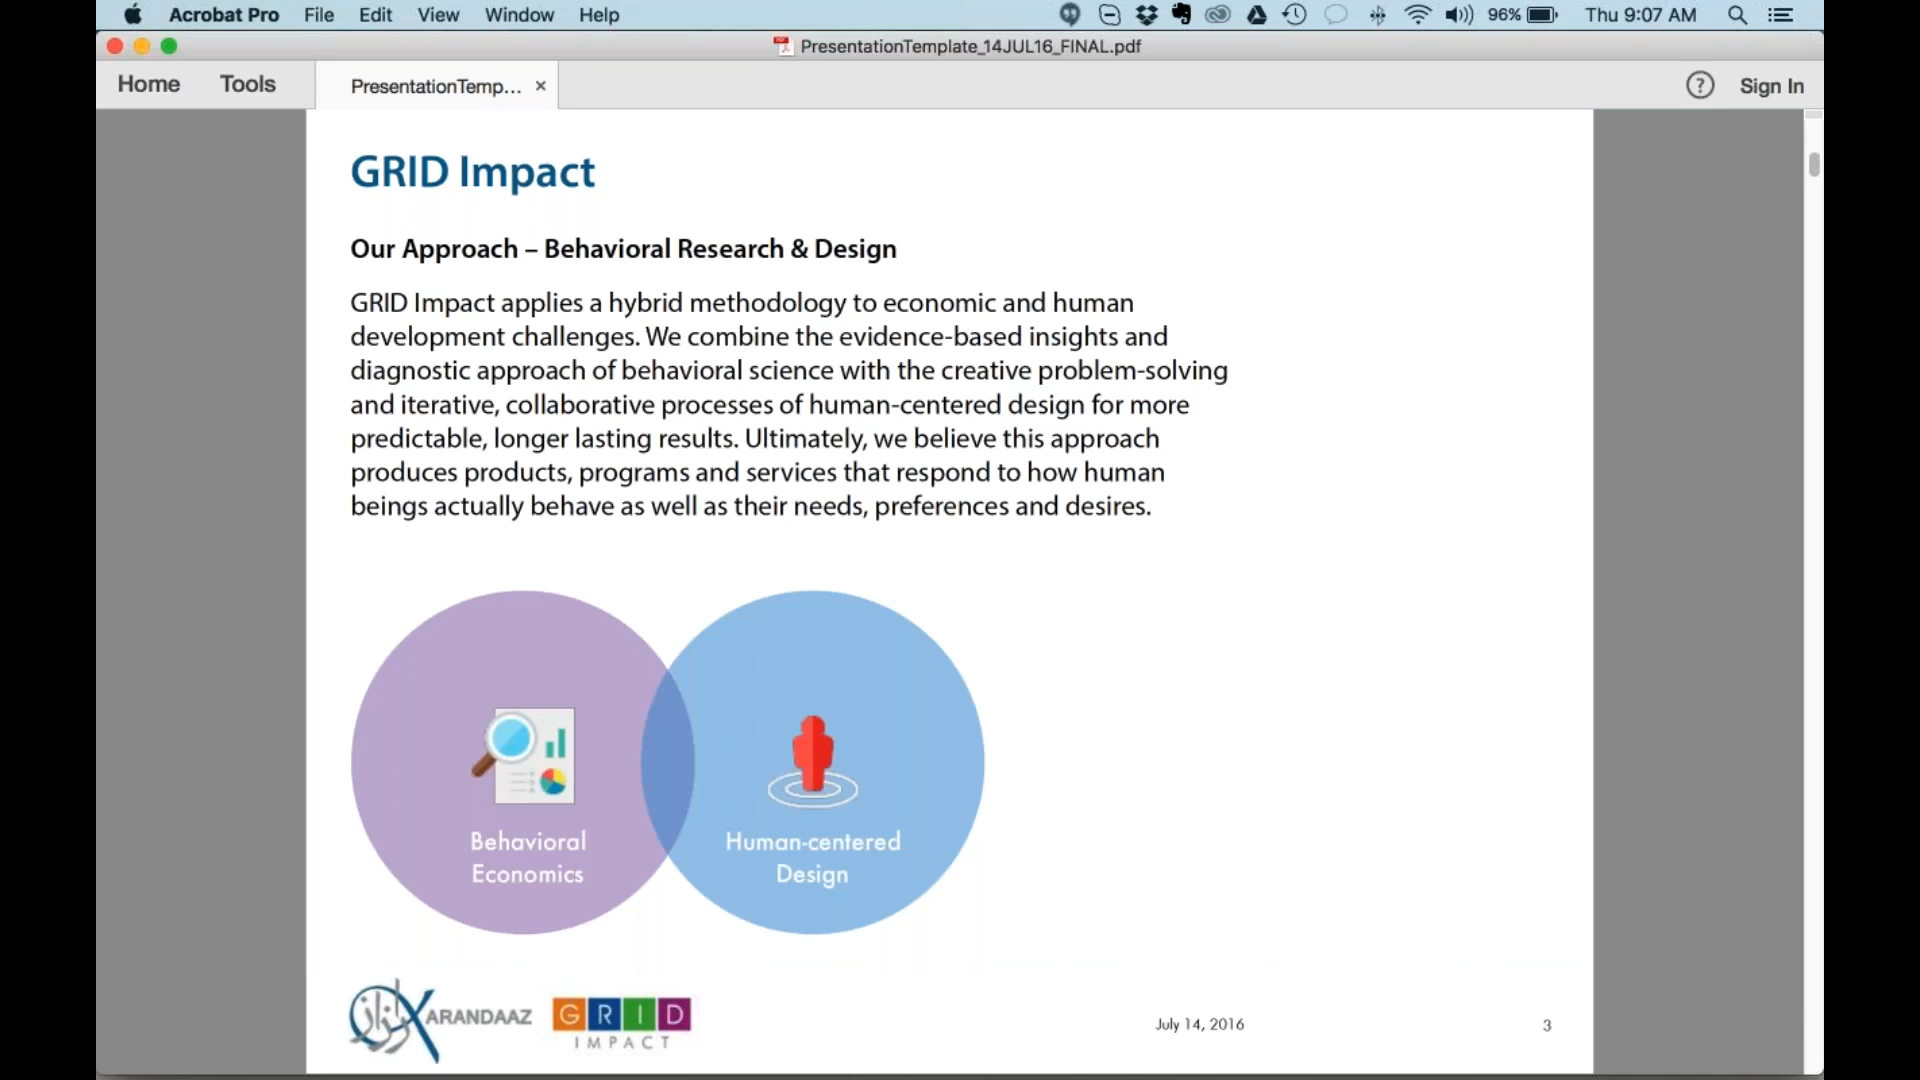 Acrobat Pro File Edit View Window Help 96% Thu 9:07 AM
PresentationTemplate_14JUL16_FINAL.pdf
Home Tools PresentationTemp... × ? Sign In
GRID Impact
Our Approach – Behavioral Research & Design
GRID Impact applies a hybrid methodology to economic and human
development challenges. We combine the evidence-based insights and
diagnostic approach of behavioral science with the creative problem-solving
and iterative, collaborative processes of human-centered design for more
predictable, longer lasting results. Ultimately, we believe this approach
produces products, programs and services that respond to how human
beings actually behave as well as their needs, preferences and desires.
Behavioral
Economics
Human-centered
Design
KARANDAAZ
GRID
IMPACT
July 14, 2016
3